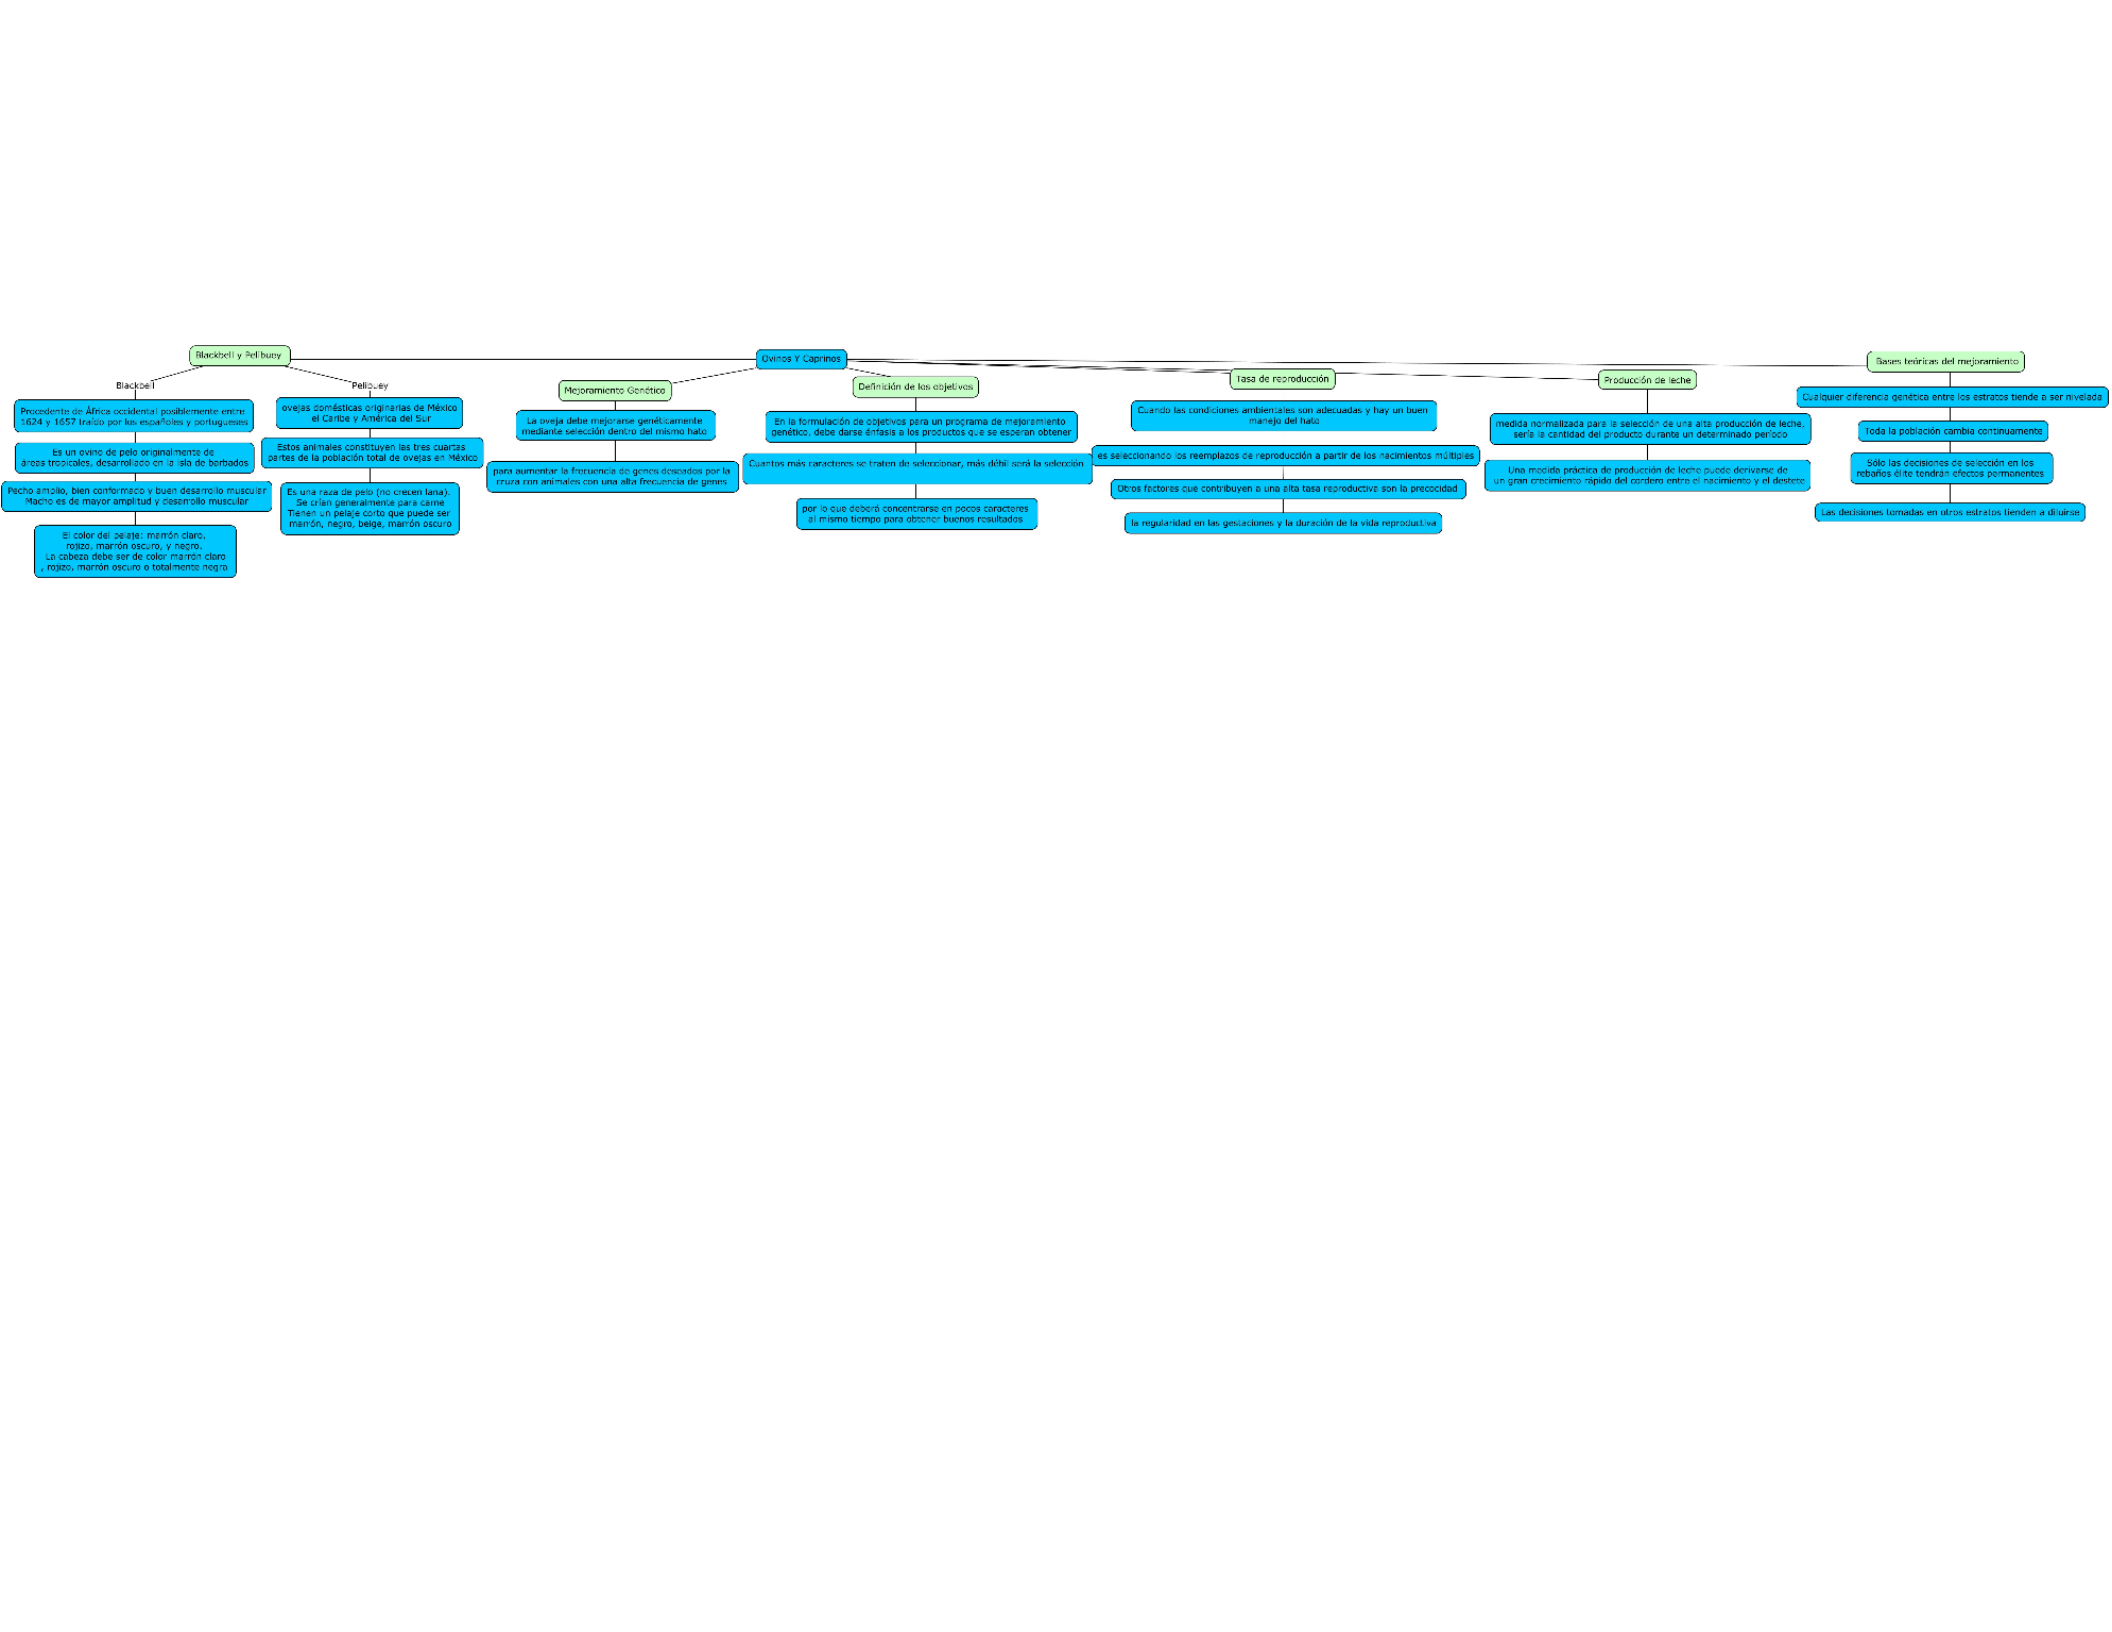 Ovinos Y Caprinos
Blackbell y Pelibuey
Blackbell
Procedente de África occidental posiblemente entre
1624 y 1657 traído por los españoles y portugueses
Es un ovino de pelo originalmente de
áreas tropicales, desarrollado en la isla de barbados
Pecho amplio, bien conformado y buen desarrollo muscular
Macho es de mayor amplitud y desarrollo muscular
El color del pelaje: marrón claro,
rojizo, marrón oscuro, y negro.
La cabeza debe ser de color marrón claro
, rojizo, marrón oscuro o totalmente negra
Pelibuey
ovejas domésticas originarias de México
el Caribe y América del Sur
Estos animales constituyen las tres cuartas
partes de la población total de ovejas en México
Es una raza de pelo (no crecen lana).
Se crían generalmente para carne
Tienen un pelaje corto que puede ser
marrón, negro, beige, marrón oscuro
Mejoramiento Genético
La oveja debe mejorarse genéticamente
mediante selección dentro del mismo hato
para aumentar la frecuencia de genes deseados por la
cruza con animales con una alta frecuencia de genes
Definición de los objetivos
En la formulación de objetivos para un programa de mejoramiento
genético, debe darse énfasis a los productos que se esperan obtener
Cuantos más caracteres se traten de seleccionar, más débil será la selección
por lo que deberá concentrarse en pocos caracteres
al mismo tiempo para obtener buenos resultados
Tasa de reproducción
Cuando las condiciones ambientales son adecuadas y hay un buen
manejo del hato
es seleccionando los reemplazos de reproducción a partir de los nacimientos múltiples
Otros factores que contribuyen a una alta tasa reproductiva son la precocidad
la regularidad en las gestaciones y la duración de la vida reproductiva
Producción de leche
medida normalizada para la selección de una alta producción de leche,
sería la cantidad del producto durante un determinado período
Una medida práctica de producción de leche puede derivarse de
un gran crecimiento rápido del cordero entre el nacimiento y el destete
Bases teóricas del mejoramiento
Cualquier diferencia genética entre los estratos tiende a ser nivelada
Toda la población cambia continuamente
Sólo las decisiones de selección en los
rebaños élite tendrán efectos permanentes
Las decisiones tomadas en otros estratos tienden a diluirse